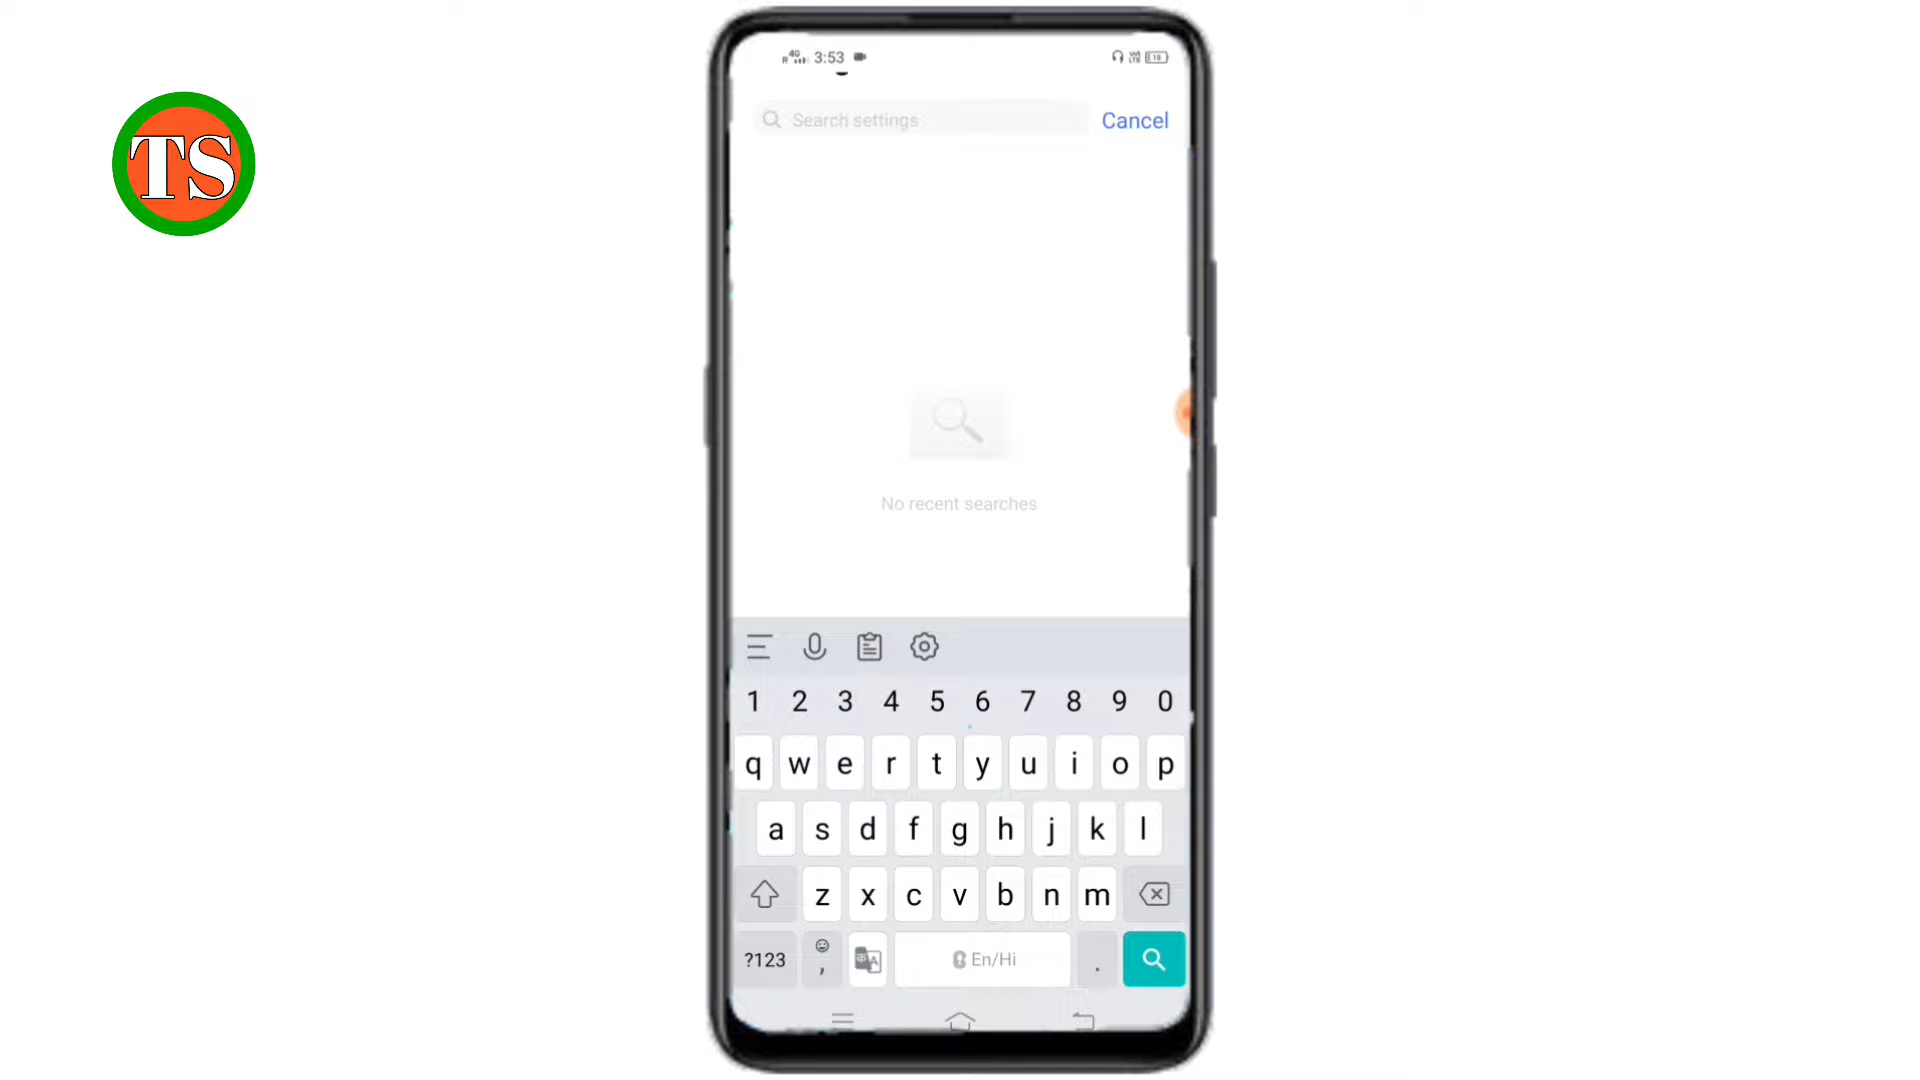 TS
R 4G 3:53
Search settings
Cancel
No recent searches
1 2 3 4 5 6 7 8 9 0
q w e r t y u i o p
a s d f g h j k l
z x c v b n m
?123 , En/Hi .